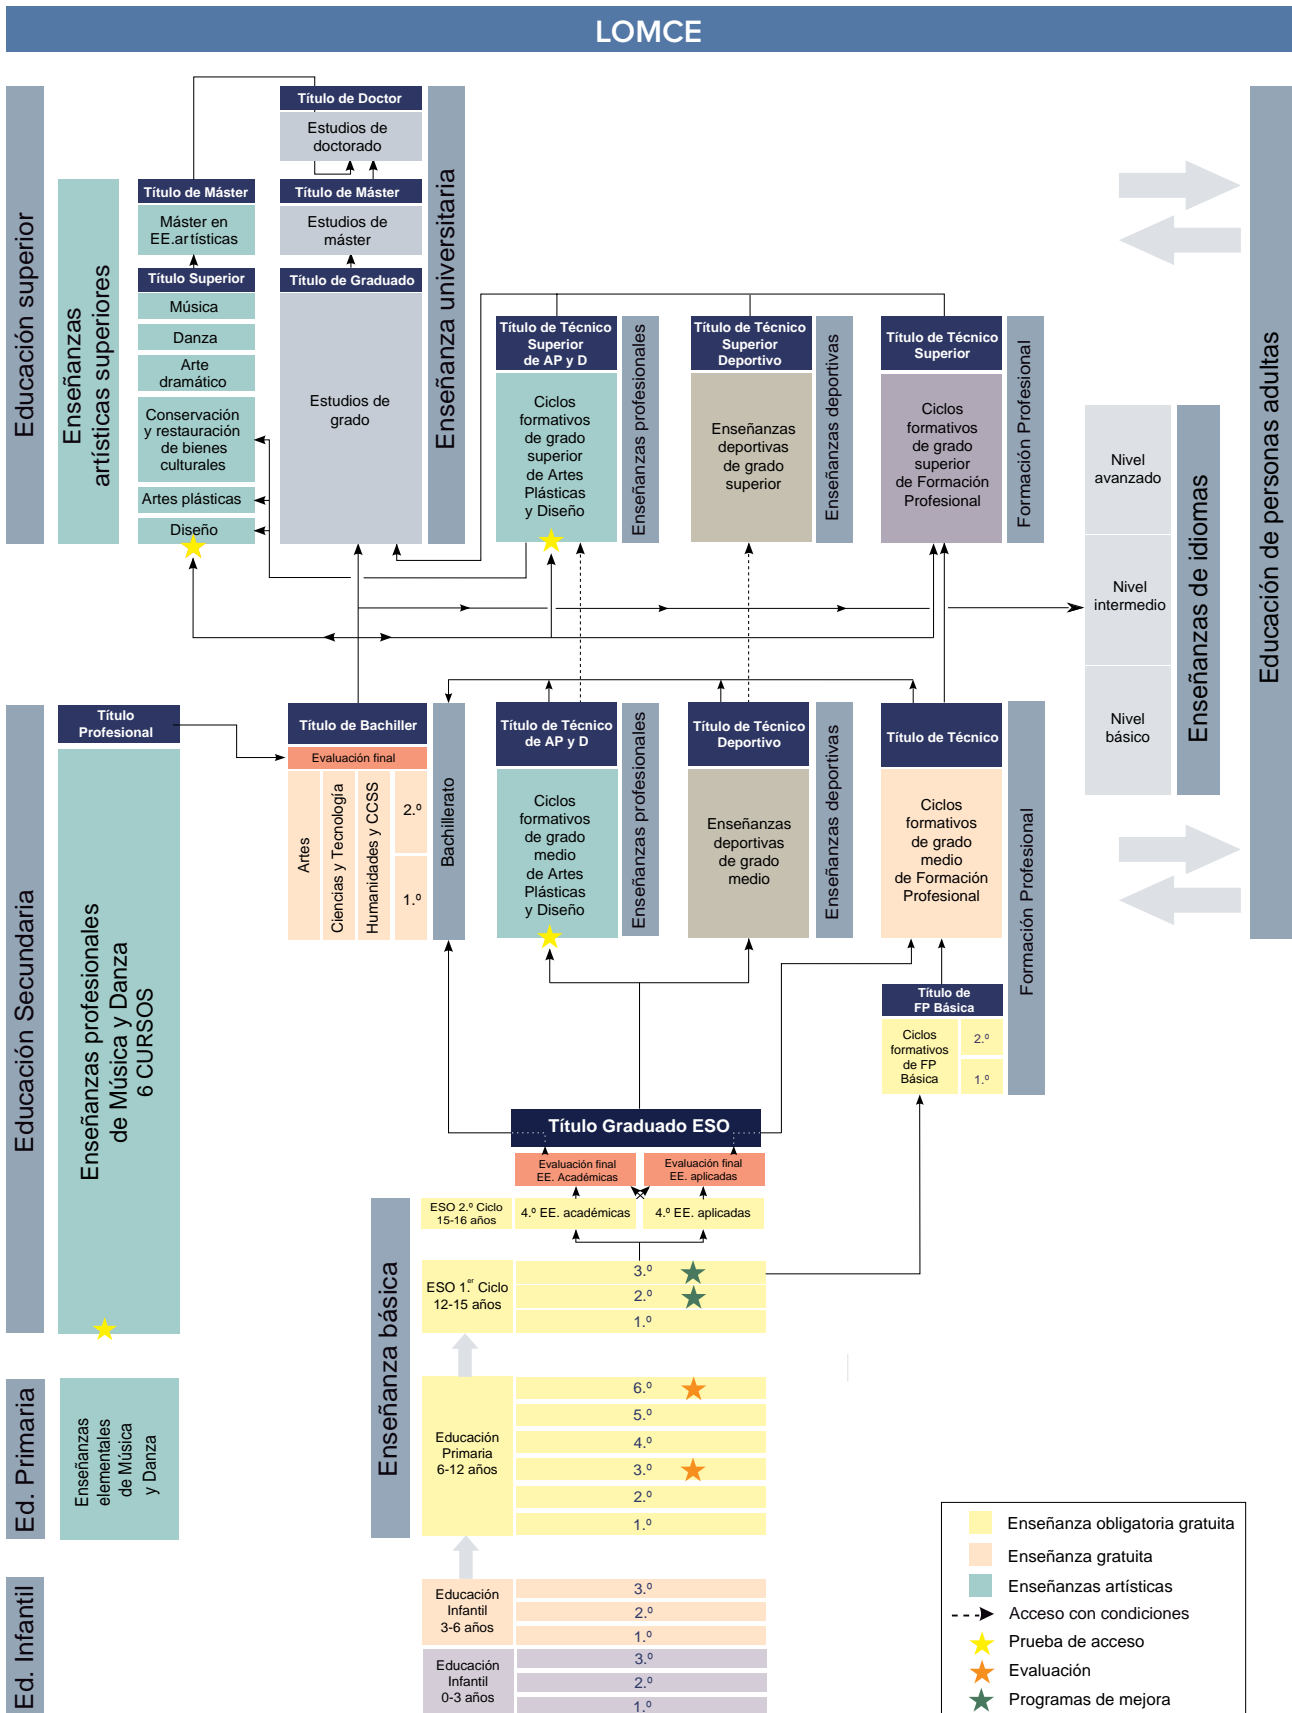 LOMCE
Educación superior
Enseñanzas
artísticas superiores
Título de Máster
Máster en
EE.artísticas
Título Superior
Música
Danza
Arte
dramático
Conservación
y restauración
de bienes
culturales
Artes plásticas
Diseño
Título de Doctor
Estudios de
doctorado
Título de Máster
Estudios de
máster
Título de Graduado
Estudios de
grado
Enseñanza universitaria
Título de Técnico
Superior
de AP y D
Ciclos
formativos
de grado
superior
de Artes
Plásticas
y Diseño
Enseñanzas profesionales
Título de Técnico
Superior
Deportivo
Enseñanzas
deportivas
de grado
superior
Enseñanzas deportivas
Título de Técnico
Superior
Ciclos
formativos
de grado
superior
de Formación
Profesional
Formación Profesional
Nivel
avanzado
Nivel
intermedio
Nivel
básico
Enseñanzas de idiomas
Educación de personas adultas
Educación Secundaria
Título
Profesional
Enseñanzas profesionales
de Música y Danza
6 CURSOS
Título de Bachiller
Evaluación final
Artes
Ciencias y Tecnología
Humanidades y CCSS
2.º
1.º
Bachillerato
Título de Técnico
de AP y D
Ciclos
formativos
de grado
medio
de Artes
Plásticas
y Diseño
Enseñanzas profesionales
Título de Técnico
Deportivo
Enseñanzas
deportivas
de grado
medio
Enseñanzas deportivas
Título de Técnico
Ciclos
formativos
de grado
medio
de Formación
Profesional
Título de
FP Básica
Ciclos
formativos
de FP
Básica
2.º
1.º
Formación Profesional
Título Graduado ESO
Evaluación final
EE. Académicas
Evaluación final
EE. aplicadas
Enseñanza básica
ESO 2.º Ciclo
15-16 años
4.º EE. académicas
4.º EE. aplicadas
ESO 1.er Ciclo
12-15 años
3.º
2.º
1.º
Ed. Primaria
Enseñanzas
elementales
de Música
y Danza
Educación
Primaria
6-12 años
6.º
5.º
4.º
3.º
2.º
1.º
Ed. Infantil
Educación
Infantil
3-6 años
3.º
2.º
1.º
Educación
Infantil
0-3 años
3.º
2.º
1.º
Enseñanza obligatoria gratuita
Enseñanza gratuita
Enseñanzas artísticas
Acceso con condiciones
Prueba de acceso
Evaluación
Programas de mejora